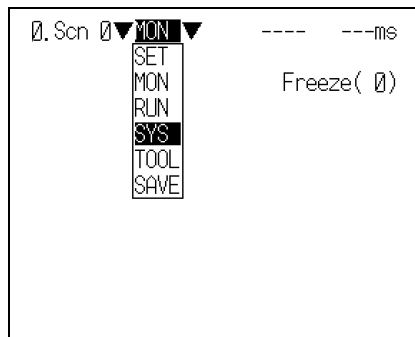 0.Scn 0▼MON ▼ ---- ---ms
SET
MON Freeze( 0)
RUN
SYS
TOOL
SAVE